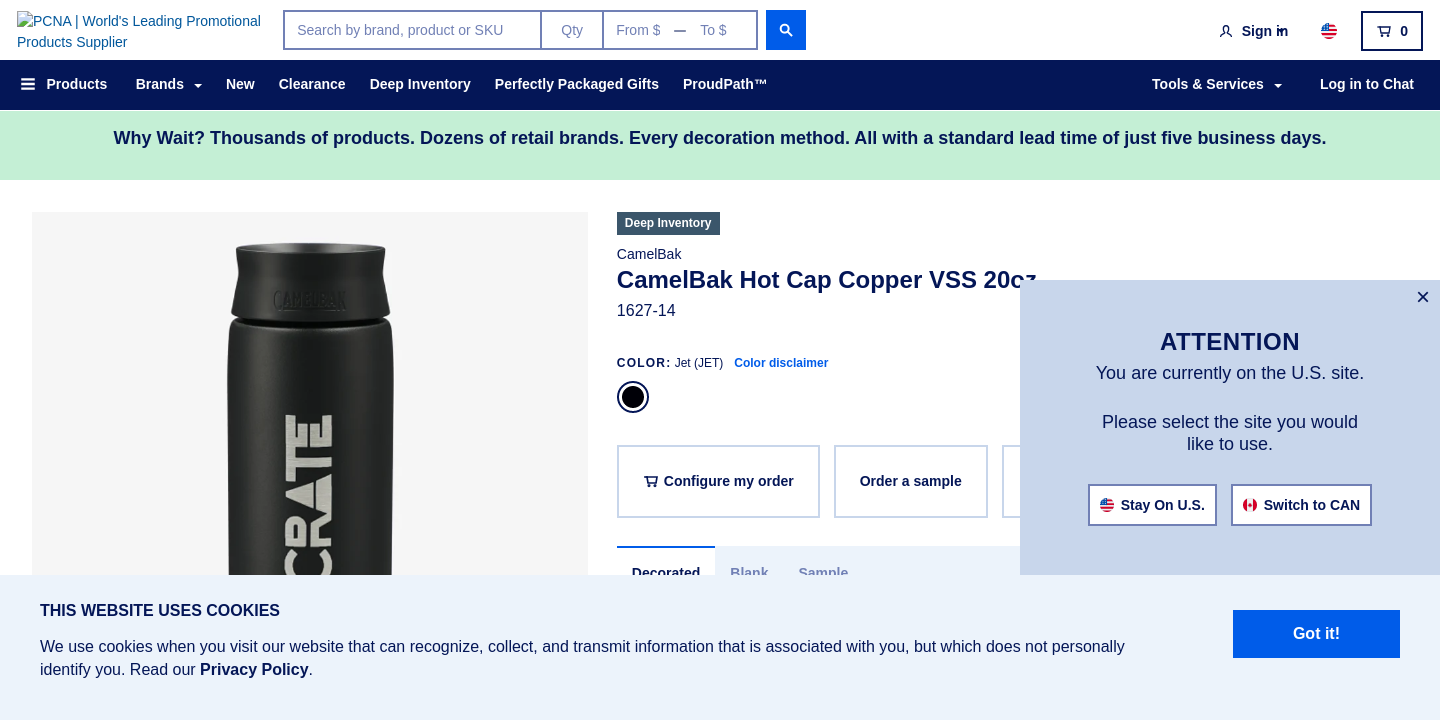 PCNA | World's Leading Promotional
Products Supplier
Search by brand, product or SKU
Qty
From $
To $
Sign in
0
Products
Brands
New
Clearance
Deep Inventory
Perfectly Packaged Gifts
ProudPath™
Tools & Services
Log in to Chat
Why Wait? Thousands of products. Dozens of retail brands. Every decoration method. All with a standard lead time of just five business days.
CAMELBAK
CRATE
Deep Inventory
CamelBak
CamelBak Hot Cap Copper VSS 20oz
1627-14
COLOR: Jet (JET) Color disclaimer
Configure my order
Order a sample
Decorated
Blank
Sample
×
ATTENTION
You are currently on the U.S. site.
Please select the site you would
like to use.
Stay On U.S.
Switch to CAN
THIS WEBSITE USES COOKIES
We use cookies when you visit our website that can recognize, collect, and transmit information that is associated with you, but which does not personally
identify you. Read our Privacy Policy.
Got it!